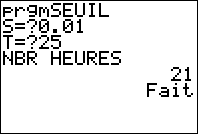 prgmSEUIL
S=?0.01
T=?25
NBR HEURES
21
Fait